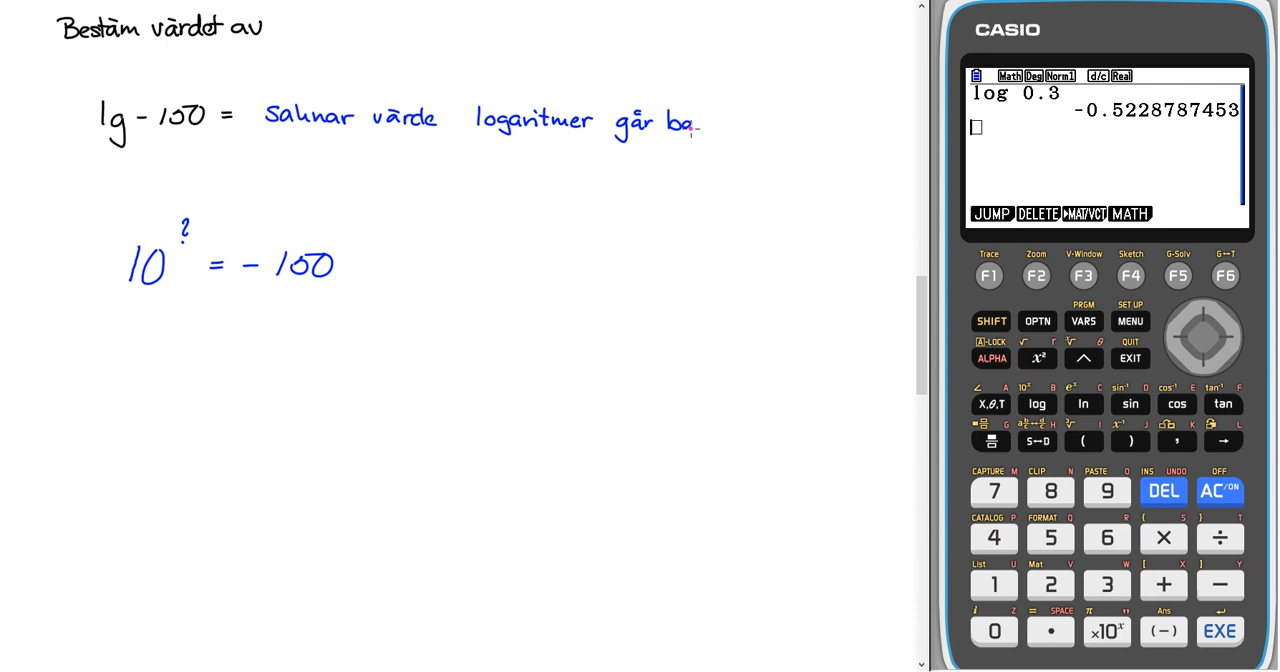 Bestäm värdet av
lg - 150 = saknar värde logaritmer går ba
10^? = - 150
CASIO
Math Deg Norm1 d/c Real
log 0.3
-0.5228787453
JUMP DELETE ▶MAT/VCT MATH
Trace Zoom V-Window Sketch G-Solv G↔T
F1 F2 F3 F4 F5 F6
PRGM SET UP
SHIFT OPTN VARS MENU
A-LOCK √ r ˣ√ θ QUIT
ALPHA x² ^ EXIT
∠ A 10ˣ B eˣ C sin⁻¹ D cos⁻¹ E tan⁻¹ F
X,θ,T log ln sin cos tan
G a b/c↔d/c H ³√ I x⁻¹ J K L
S↔D ( ) , →
CAPTURE M CLIP N PASTE O INS UNDO OFF
7 8 9 DEL AC/ON
CATALOG P FORMAT Q R { S } T
4 5 6 × ÷
List U Mat V W [ X ] Y
1 2 3 + −
i Z = SPACE π " Ans ↵
0 • ×10ˣ (−) EXE